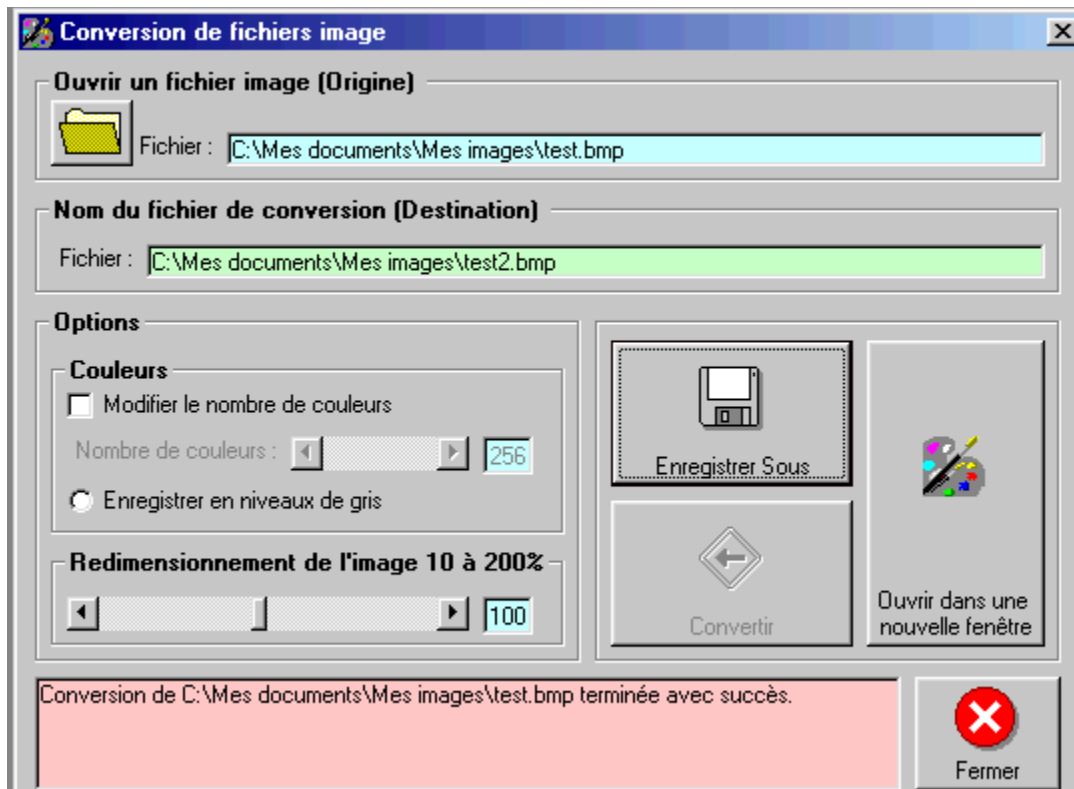 Conversion de fichiers image
Ouvrir un fichier image (Origine)
Fichier : C:\Mes documents\Mes images\test.bmp
Nom du fichier de conversion (Destination)
Fichier : C:\Mes documents\Mes images\test2.bmp
Options
Couleurs
Modifier le nombre de couleurs
Nombre de couleurs : 256
Enregistrer en niveaux de gris
Redimensionnement de l'image 10 à 200%
100
Enregistrer Sous
Convertir
Ouvrir dans une
nouvelle fenêtre
Conversion de C:\Mes documents\Mes images\test.bmp terminée avec succès.
Fermer